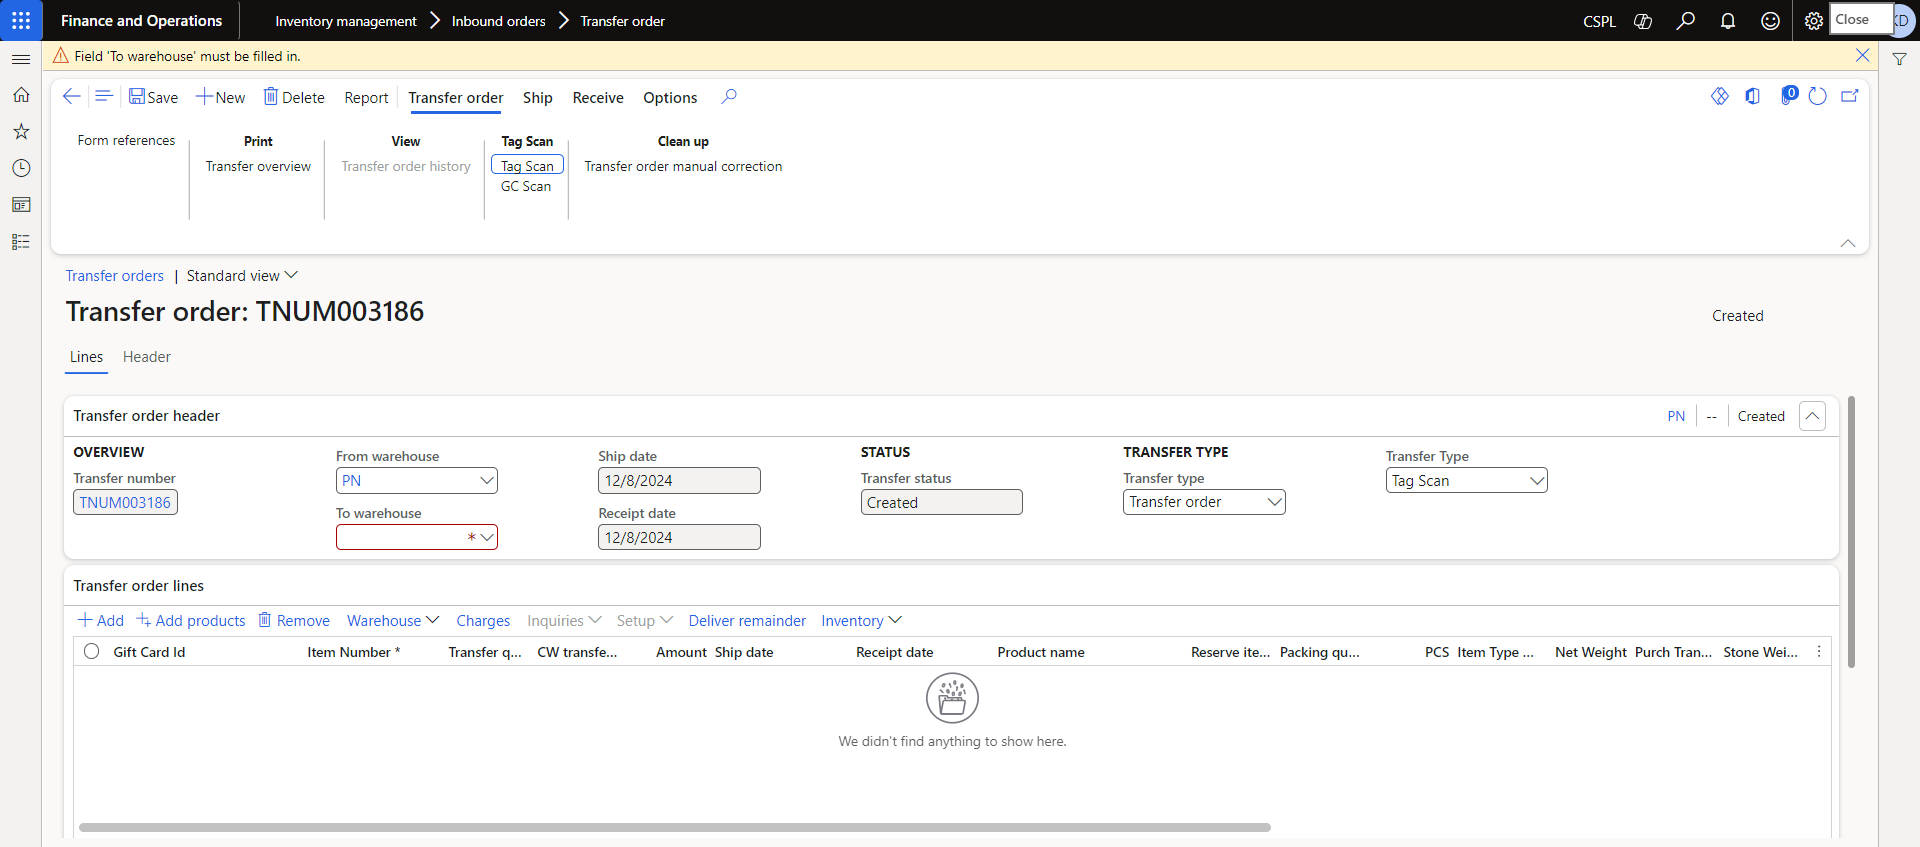 Finance and Operations Inventory management Inbound orders Transfer order CSPL Close
Field 'To warehouse' must be filled in.
Save New Delete Report Transfer order Ship Receive Options 0
Form references
Print
Transfer overview
View
Transfer order history
Tag Scan
Tag Scan
GC Scan
Clean up
Transfer order manual correction
Transfer orders | Standard view
Transfer order: TNUM003186
Created
Lines Header
Transfer order header PN -- Created
OVERVIEW
Transfer number
TNUM003186
From warehouse
PN
To warehouse
*
Ship date
12/8/2024
Receipt date
12/8/2024
STATUS
Transfer status
Created
TRANSFER TYPE
Transfer type
Transfer order
Transfer Type
Tag Scan
Transfer order lines
Add Add products Remove Warehouse Charges Inquiries Setup Deliver remainder Inventory
Gift Card Id Item Number * Transfer q... CW transfe... Amount Ship date Receipt date Product name Reserve ite... Packing qu... PCS Item Type ... Net Weight Purch Tran... Stone Wei...
We didn't find anything to show here.